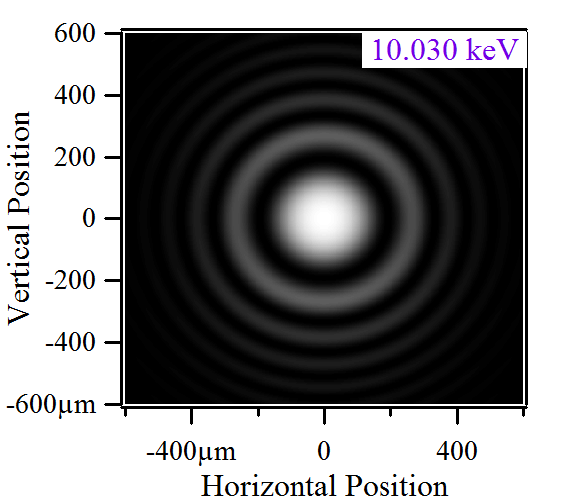 10.030 keV
600
400
200
0
-200
-400
-600µm
Vertical Position
-400µm 0 400
Horizontal Position